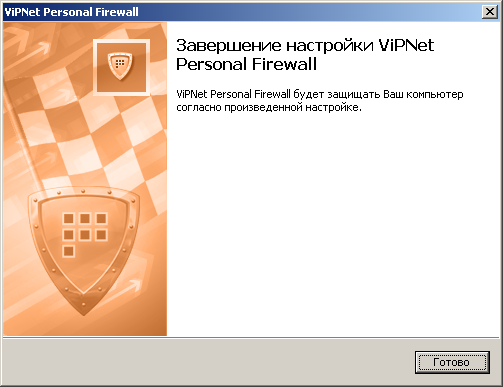 ViPNet Personal Firewall
Завершение настройки ViPNet
Personal Firewall
ViPNet Personal Firewall будет защищать Ваш компьютер
согласно произведенной настройке.
Готово